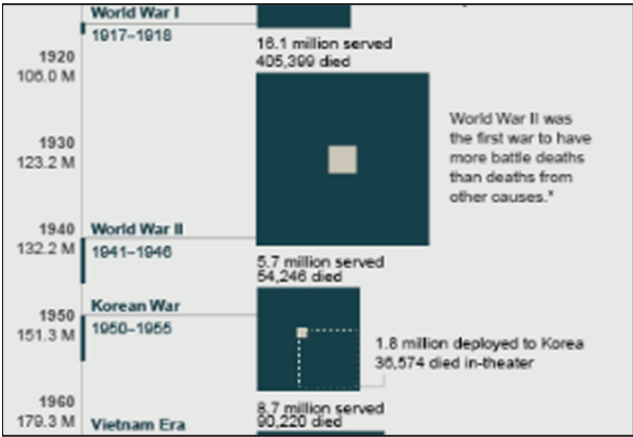 World War I
1917–1918
16.1 million served
405,399 died
1920
106.0 M
World War II was
the first war to have
more battle deaths
than deaths from
other causes.*
1930
123.2 M
1940
132.2 M
World War II
1941–1946
5.7 million served
54,246 died
Korean War
1950–1955
1950
151.3 M
1.8 million deployed to Korea
36,574 died in-theater
1960
179.3 M
8.7 million served
90,220 died
Vietnam Era